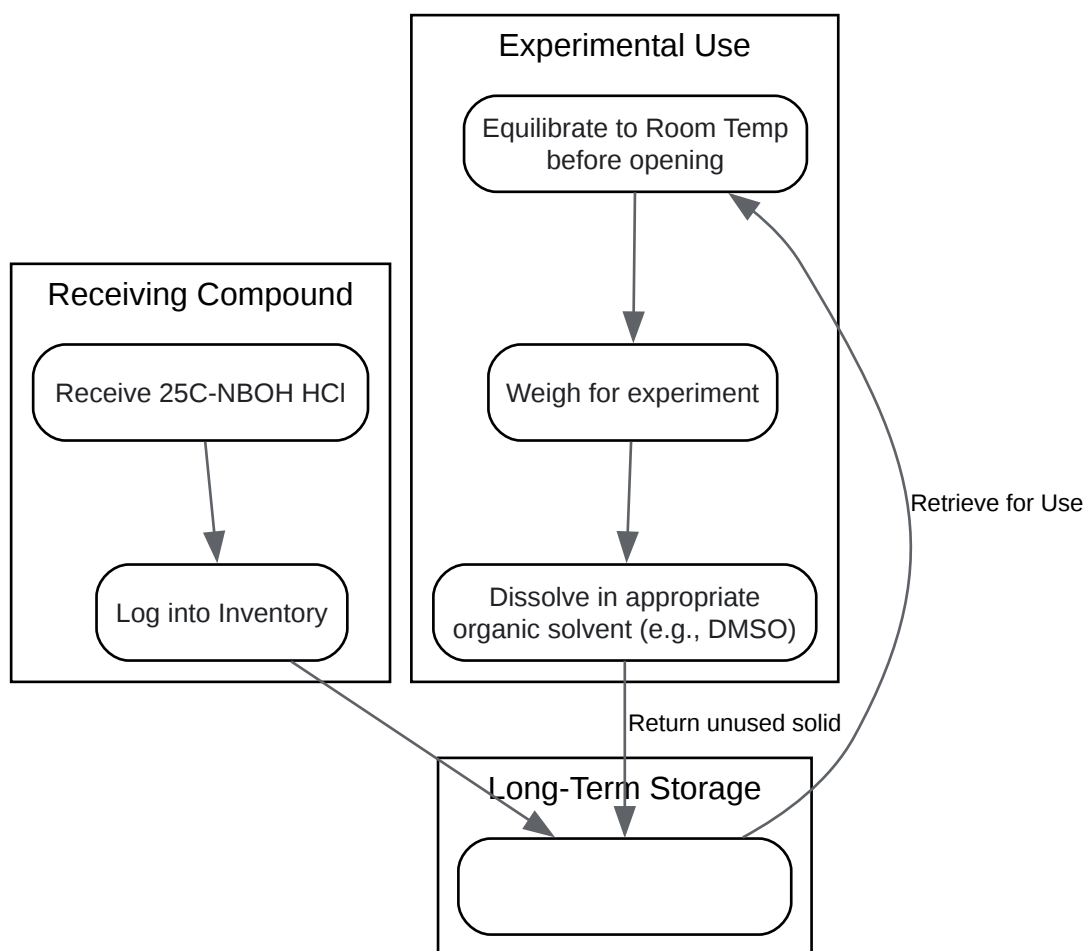 Experimental Use
Equilibrate to Room Temp
before opening
Receiving Compound
Receive 25C-NBOH HCl
Weigh for experiment
Retrieve for Use
Log into Inventory
Dissolve in appropriate
organic solvent (e.g., DMSO)
Return unused solid
Long-Term Storage